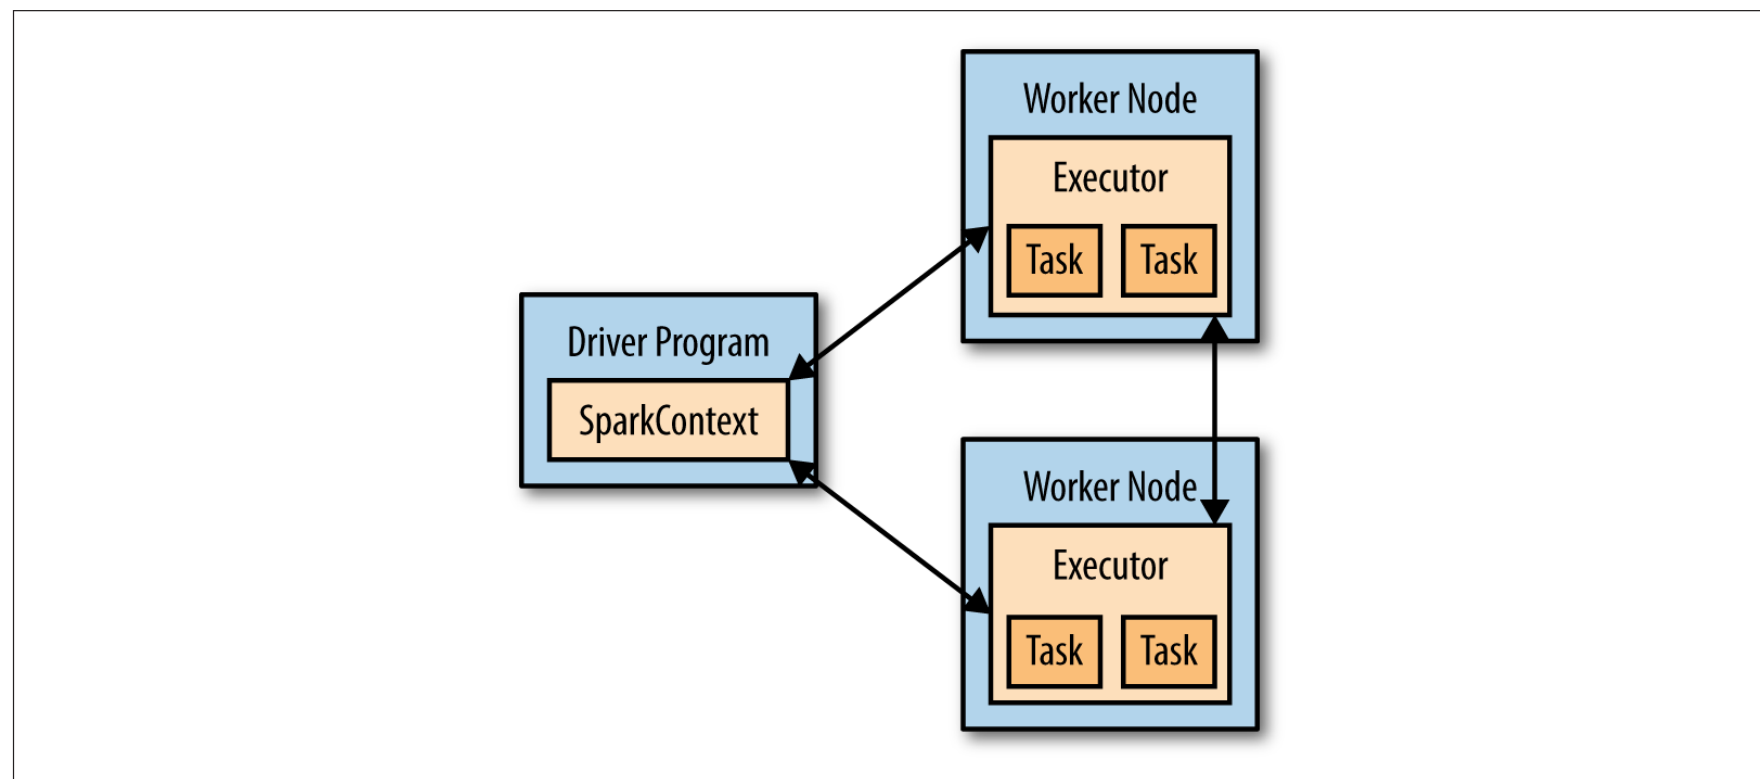 Worker Node
Executor
Task Task
Driver Program
SparkContext
Worker Node
Executor
Task Task